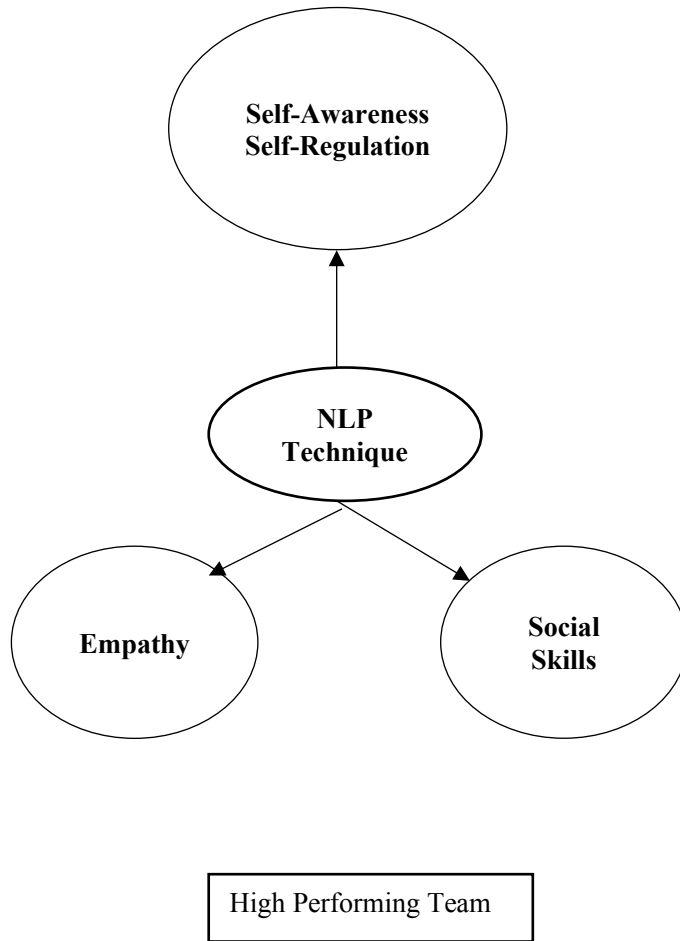 Self-Awareness
Self-Regulation
NLP
Technique
Empathy
Social
Skills
High Performing Team